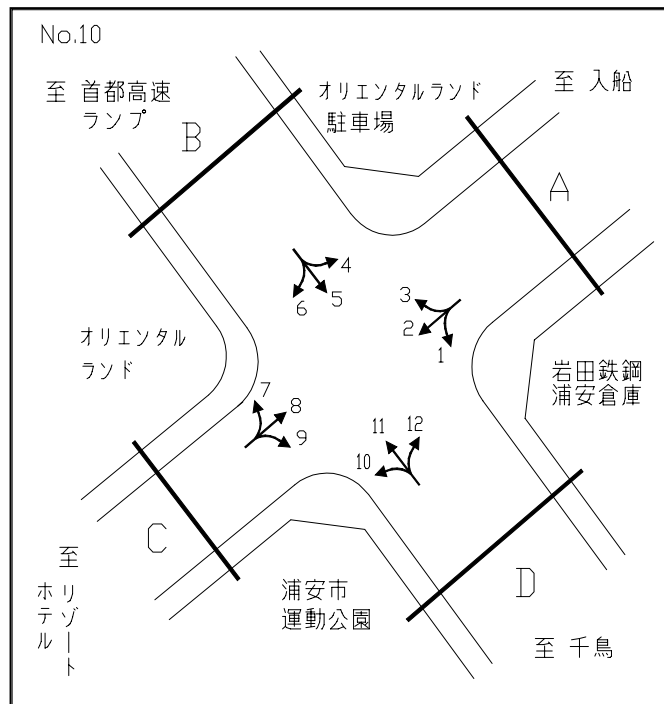 No.10
至 首都高速
ランプ
B
オリエンタルランド
駐車場
至 入船
A
4
5
6
3
2
1
オリエンタル
ランド
岩田鉄鋼
浦安倉庫
7
8
9
11
12
10
C
至 リゾート
ホテル
浦安市
運動公園
D
至 千鳥